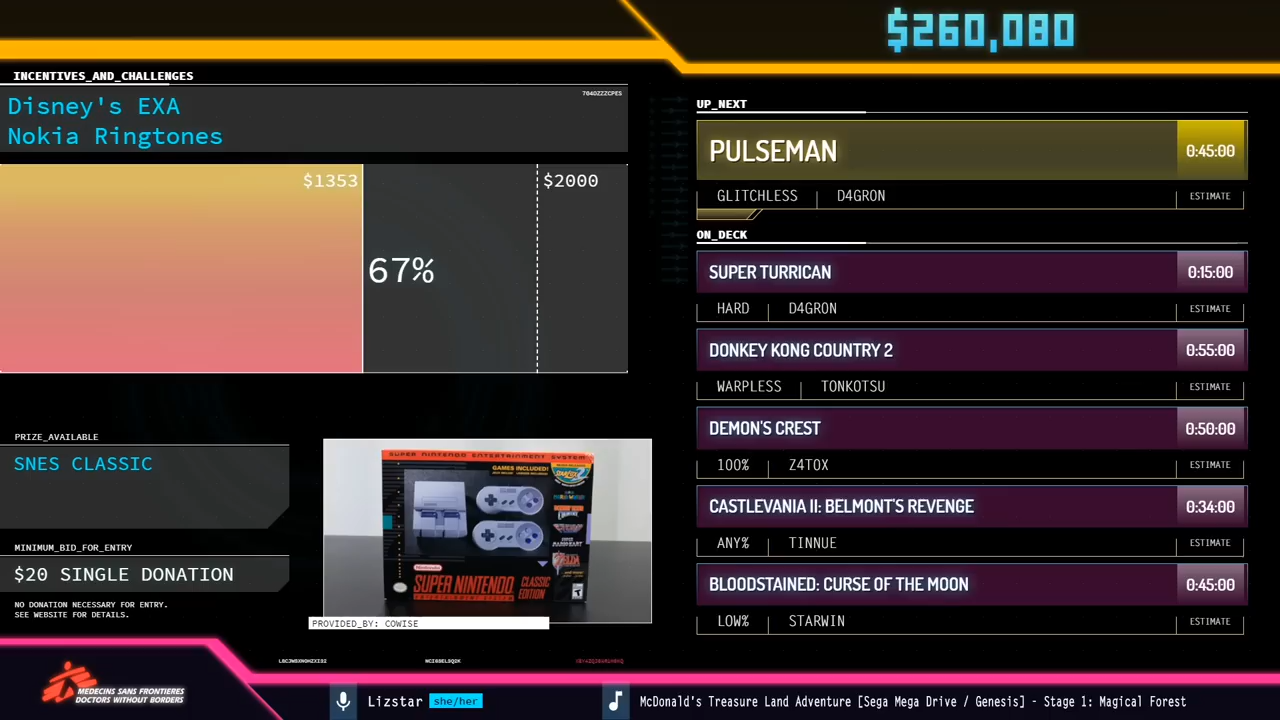 $260,080
INCENTIVES_AND_CHALLENGES
Disney's EXA
Nokia Ringtones
$1353
$2000
67%
PRIZE_AVAILABLE
SNES CLASSIC
MINIMUM_BID_FOR_ENTRY
$20 SINGLE DONATION
NO DONATION NECESSARY FOR ENTRY.
SEE WEBSITE FOR DETAILS.
SUPER NINTENDO ENTERTAINMENT SYSTEM
GAMES INCLUDED!
Nintendo
SUPER NINTENDO
CLASSIC
EDITION
PROVIDED_BY: COWISE
UP_NEXT
PULSEMAN
0:45:00
GLITCHLESS
D4GRON
ESTIMATE
ON_DECK
SUPER TURRICAN
0:15:00
HARD
D4GRON
ESTIMATE
DONKEY KONG COUNTRY 2
0:55:00
WARPLESS
TONKOTSU
ESTIMATE
DEMON'S CREST
0:50:00
100%
Z4TOX
ESTIMATE
CASTLEVANIA II: BELMONT'S REVENGE
0:34:00
ANY%
TINNUE
ESTIMATE
BLOODSTAINED: CURSE OF THE MOON
0:45:00
LOW%
STARWIN
ESTIMATE
MEDECINS SANS FRONTIERES
DOCTORS WITHOUT BORDERS
Lizstar she/her
McDonald's Treasure Land Adventure [Sega Mega Drive / Genesis] - Stage 1: Magical Forest